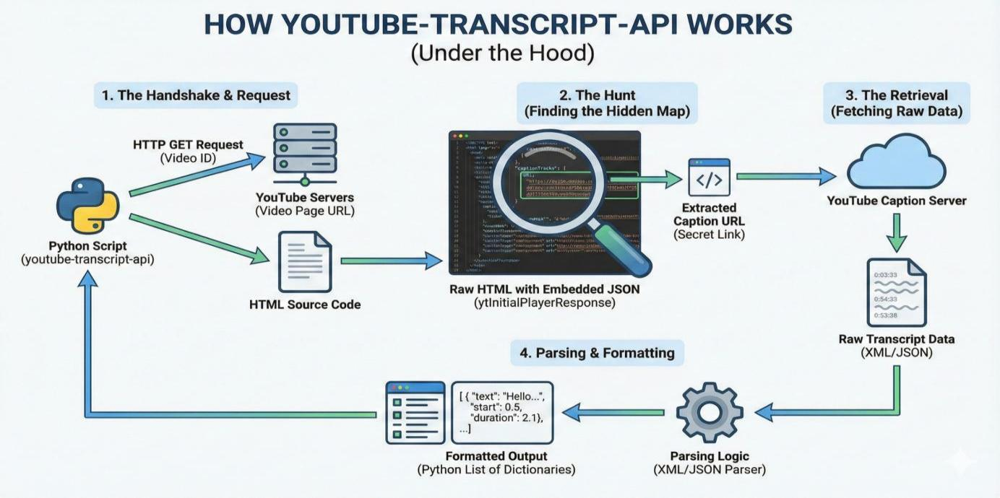 HOW YOUTUBE-TRANSCRIPT-API WORKS
(Under the Hood)
1. The Handshake & Request
HTTP GET Request
(Video ID)
YouTube Servers
(Video Page URL)
Python Script
(youtube-transcript-api)
HTML Source Code
2. The Hunt
(Finding the Hidden Map)
"captionTracks": [
URL,
Raw HTML with Embedded JSON
(ytInitialPlayerResponse)
</>
Extracted
Caption URL
(Secret Link)
3. The Retrieval
(Fetching Raw Data)
YouTube Caption Server
0:03:33
0:54:33
0:53:38
Raw Transcript Data
(XML/JSON)
4. Parsing & Formatting
[{ "text": "Hello...",
"start": 0.5,
"duration": 2.1},
...]
Formatted Output
(Python List of Dictionaries)
Parsing Logic
(XML/JSON Parser)